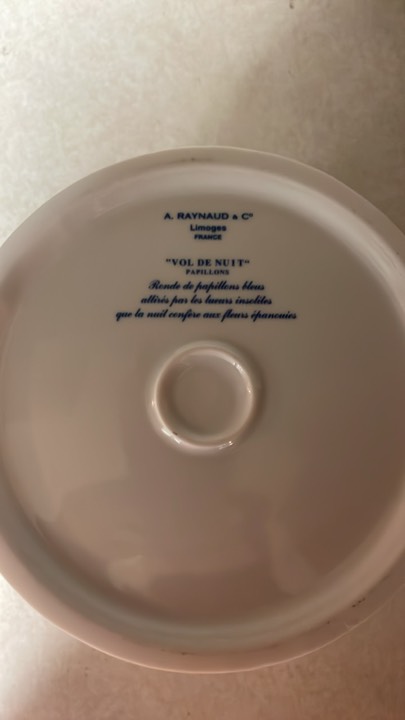 A. RAYNAUD & Cº
Limoges
FRANCE
"VOL DE NUIT"
PAPILLONS
Ronde de papillons bleus
attirés par les lueurs insolites
que la nuit confère aux fleurs épanouies